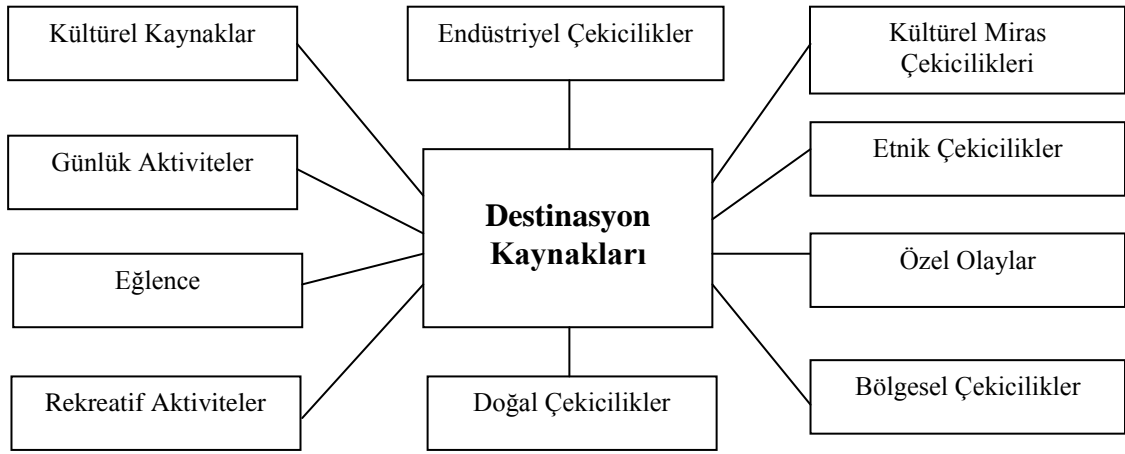 Kültürel Kaynaklar
Endüstriyel Çekicilikler
Kültürel Miras
Çekicilikleri
Günlük Aktiviteler
Etnik Çekicilikler
Destinasyon
Kaynakları
Eğlence
Özel Olaylar
Rekreatif Aktiviteler
Doğal Çekicilikler
Bölgesel Çekicilikler